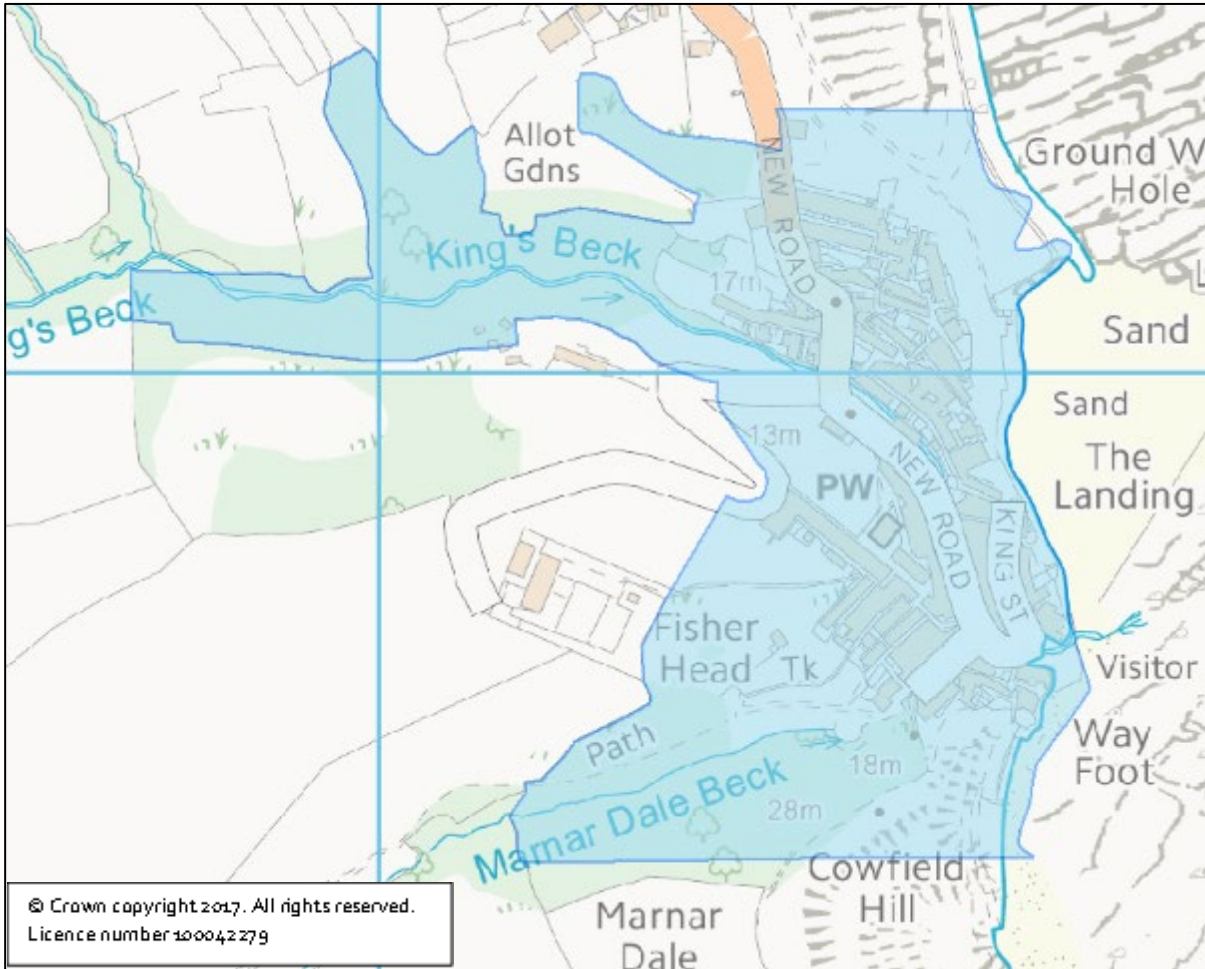 Allot
Gdns
NEW ROAD
Ground W
Hole
King's Beck
17m
g's Beck
Sand
Sand
The
Landing
13m
PW
NEW ROAD
KING ST
Fisher
Head
Tk
Visitor
Path
Way
Foot
18m
28m
Marnar Dale Beck
Cowfield
Hill
Marnar
Dale
© Crown copyright 2017. All rights reserved.
Licence number 100042279